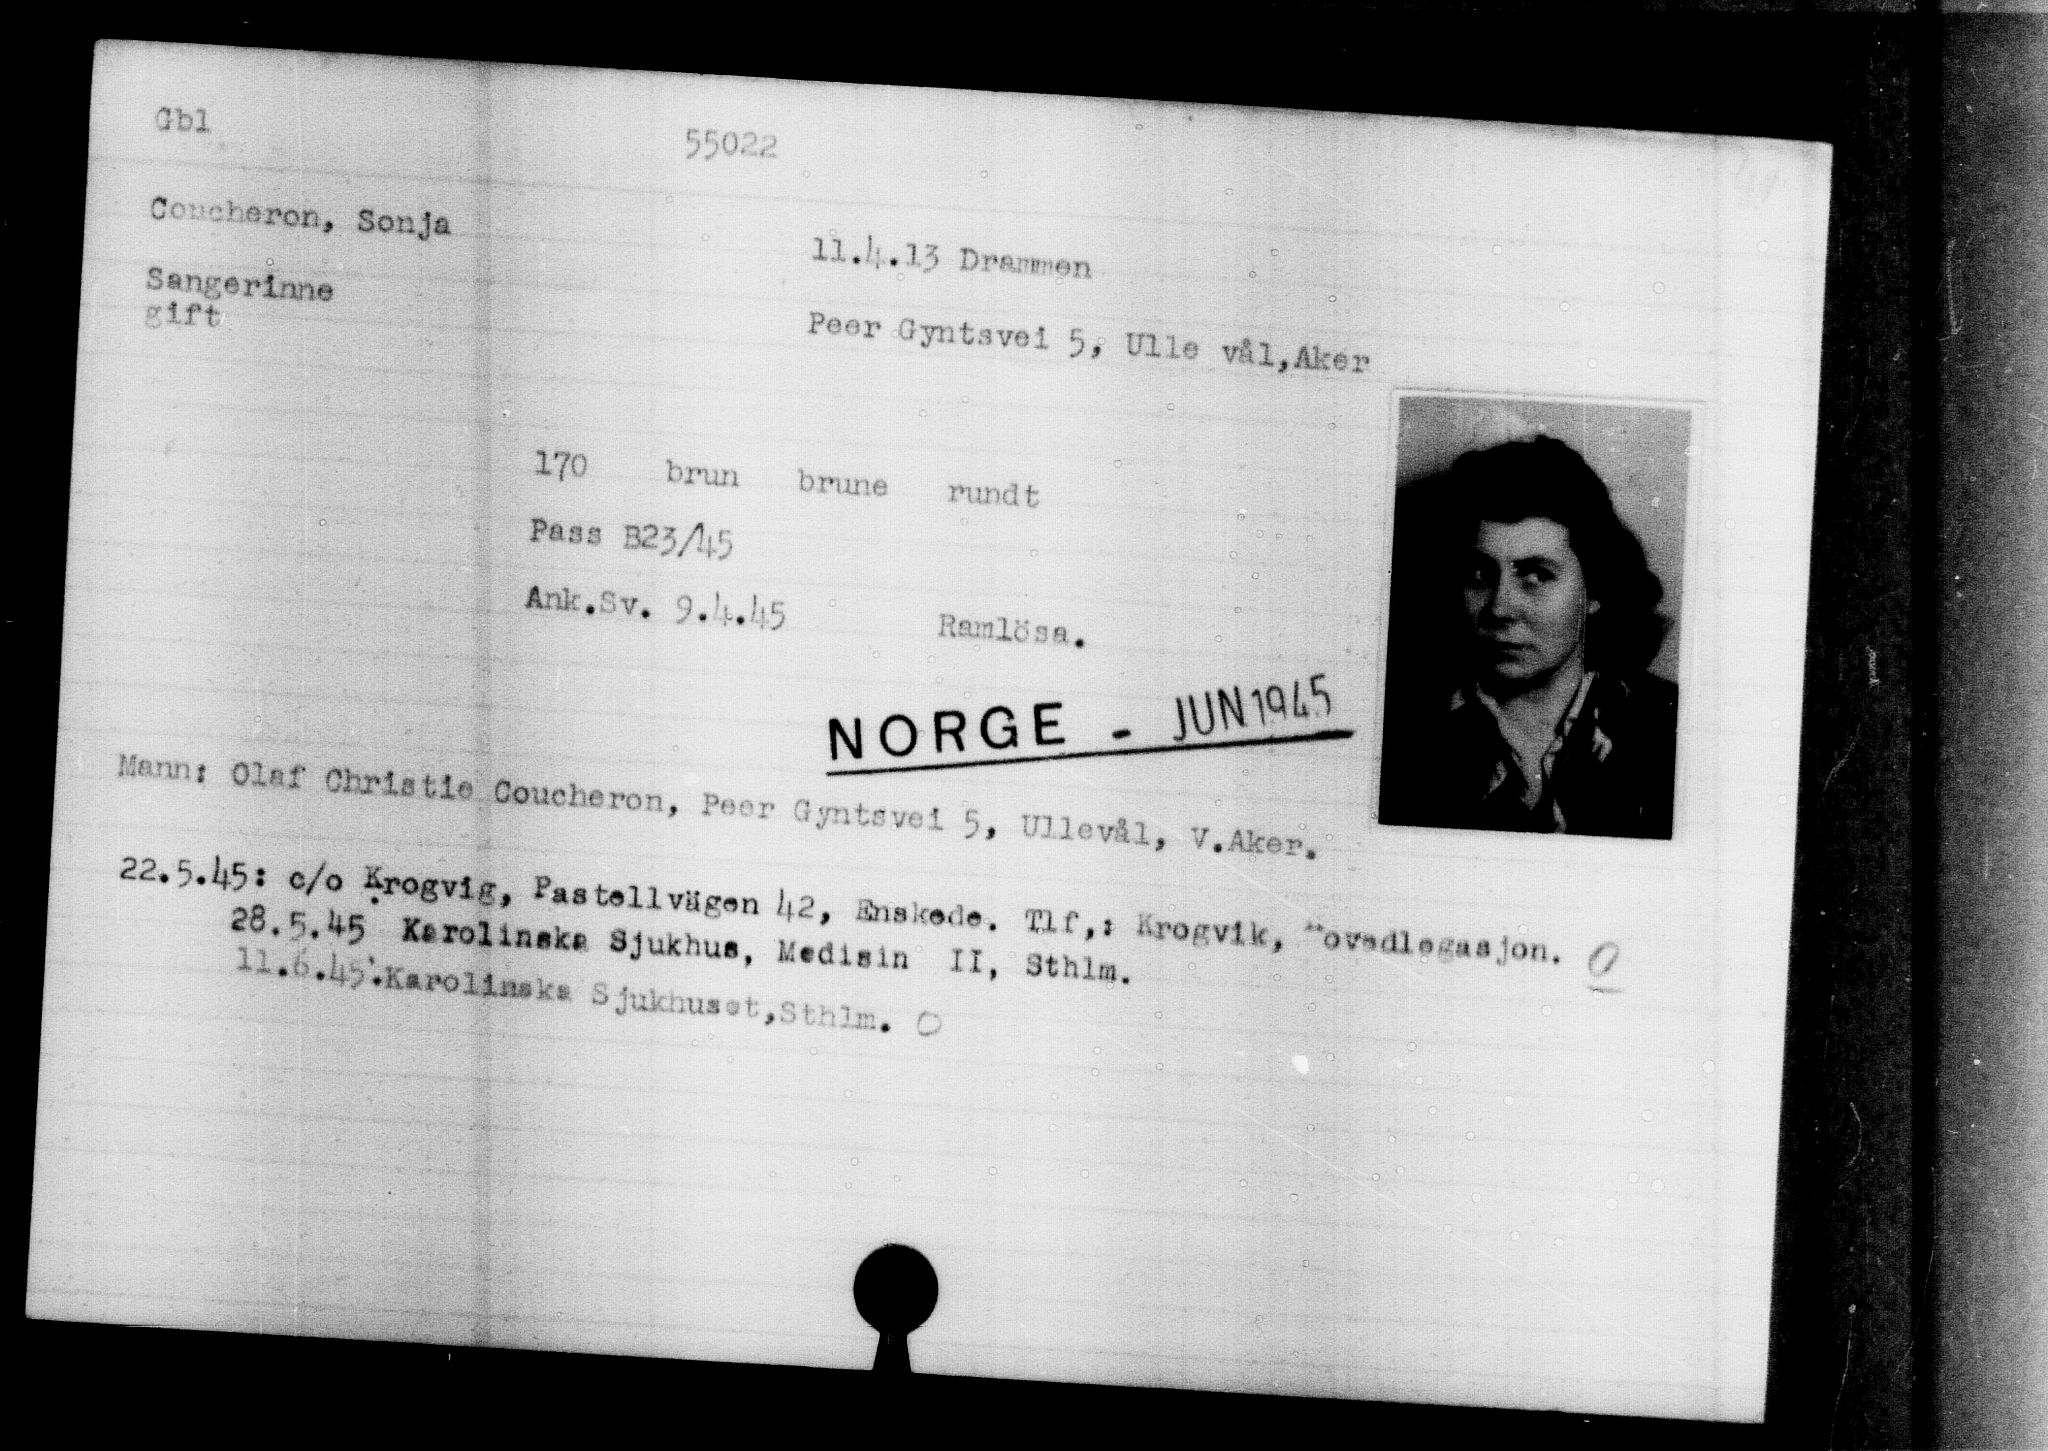 Gbl 55022
Coucheron, Sonja
11.4.13 Drammen
Sangerinne
gift
Peer Gyntsvei 5, Ulle vål,Aker
170 brun brune rundt
Pass B23/45
Ank.Sv. 9.4.45 Ramlösa.
NORGE - JUN 1945
Mann: Olaf Christie Coucheron, Peer Gyntsvei 5, Ullevål, V.Aker.
22.5.45: c/o Krogvig, Pastellvägen 42, Enskede. Tlf,: Krogvik, ovedlegasjon. O
28.5.45 Karolinska Sjukhus, Medisin II, Sthlm.
11.6.45:Karolinska Sjukhuset,Sthlm. O